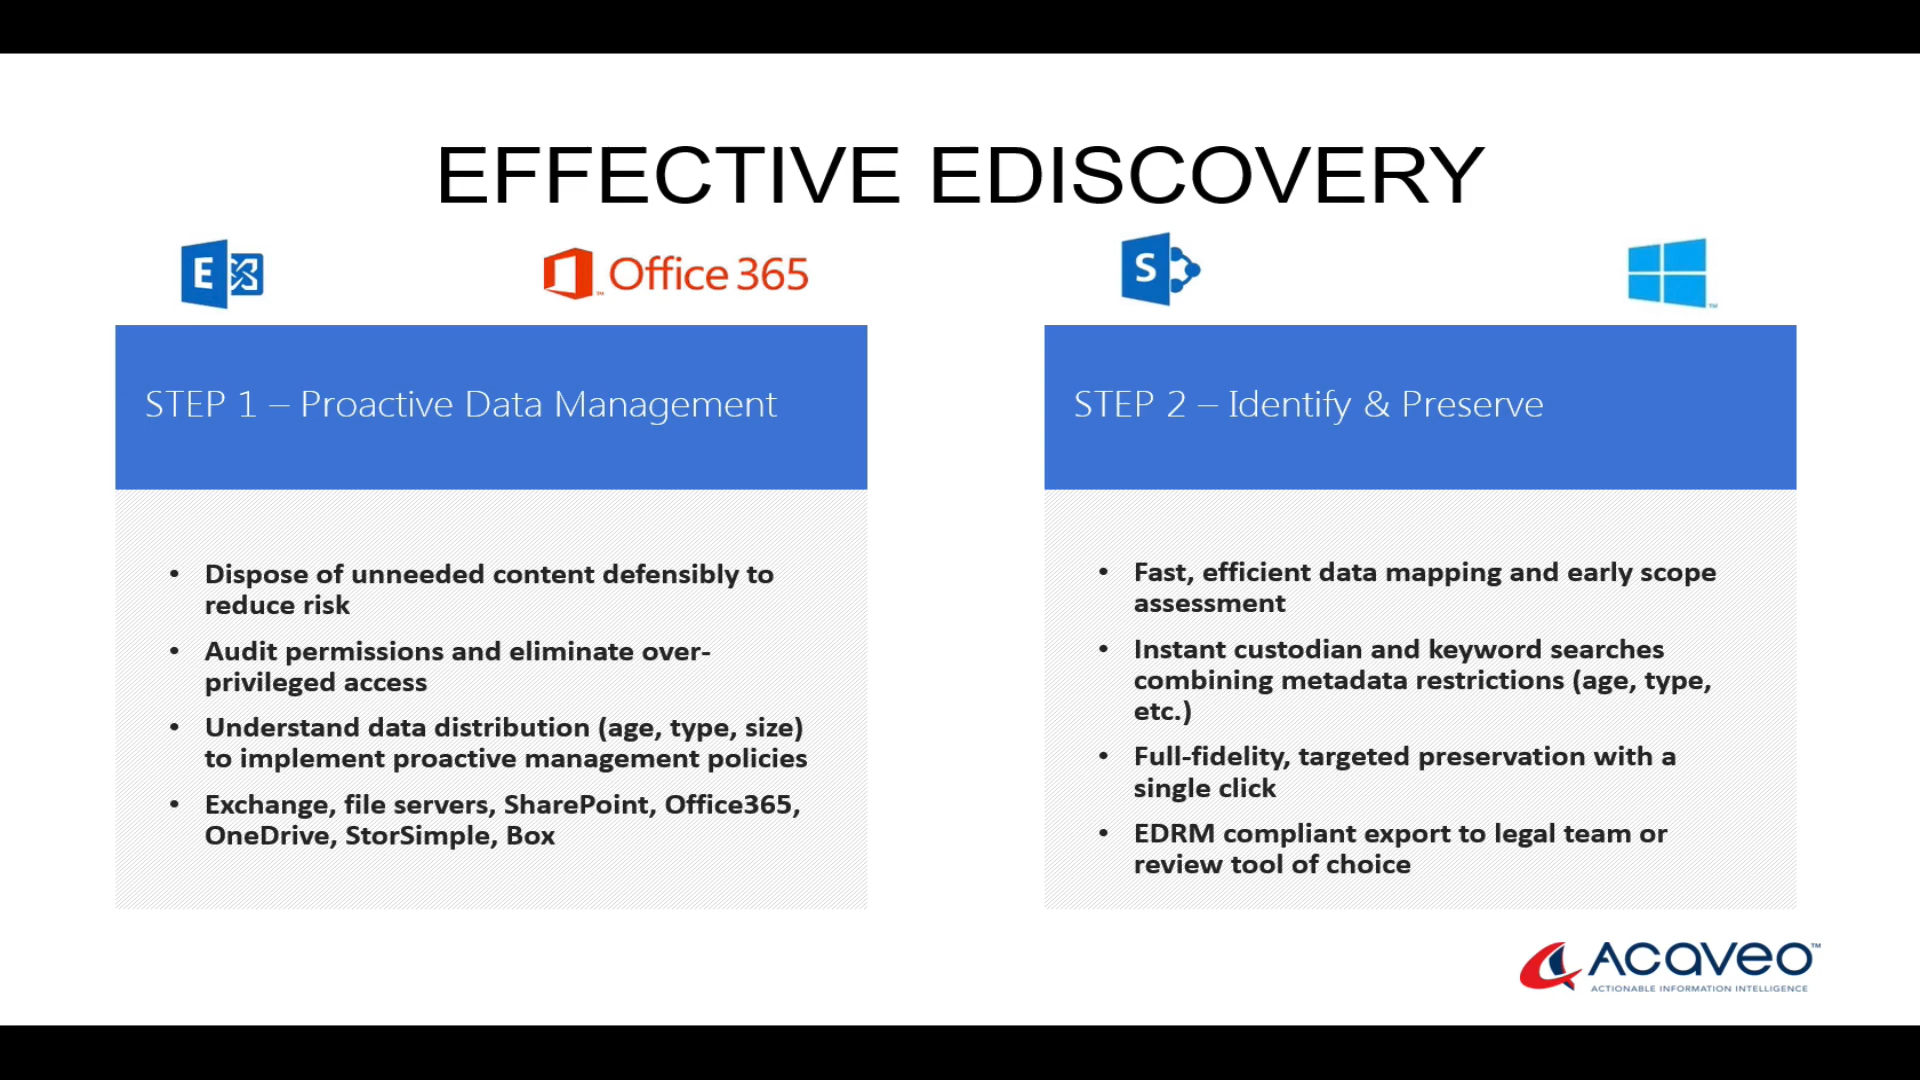 EFFECTIVE EDISCOVERY
E
Office 365
S
STEP 1 – Proactive Data Management
• Dispose of unneeded content defensibly to
reduce risk
• Audit permissions and eliminate over-
privileged access
• Understand data distribution (age, type, size)
to implement proactive management policies
• Exchange, file servers, SharePoint, Office365,
OneDrive, StorSimple, Box
STEP 2 – Identify & Preserve
• Fast, efficient data mapping and early scope
assessment
• Instant custodian and keyword searches
combining metadata restrictions (age, type,
etc.)
• Full-fidelity, targeted preservation with a
single click
• EDRM compliant export to legal team or
review tool of choice
Acaveo™
ACTIONABLE INFORMATION INTELLIGENCE